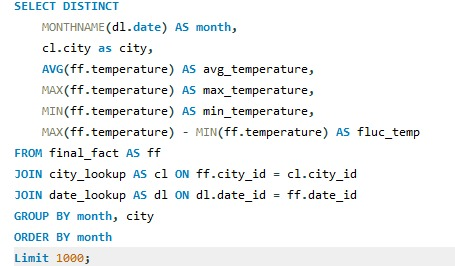 SELECT DISTINCT
MONTHNAME(dl.date) AS month,
cl.city as city,
AVG(ff.temperature) AS avg_temperature,
MAX(ff.temperature) AS max_temperature,
MIN(ff.temperature) AS min_temperature,
MAX(ff.temperature) - MIN(ff.temperature) AS fluc_temp
FROM final_fact AS ff
JOIN city_lookup AS cl ON ff.city_id = cl.city_id
JOIN date_lookup AS dl ON dl.date_id = ff.date_id
GROUP BY month, city
ORDER BY month
Limit 1000;